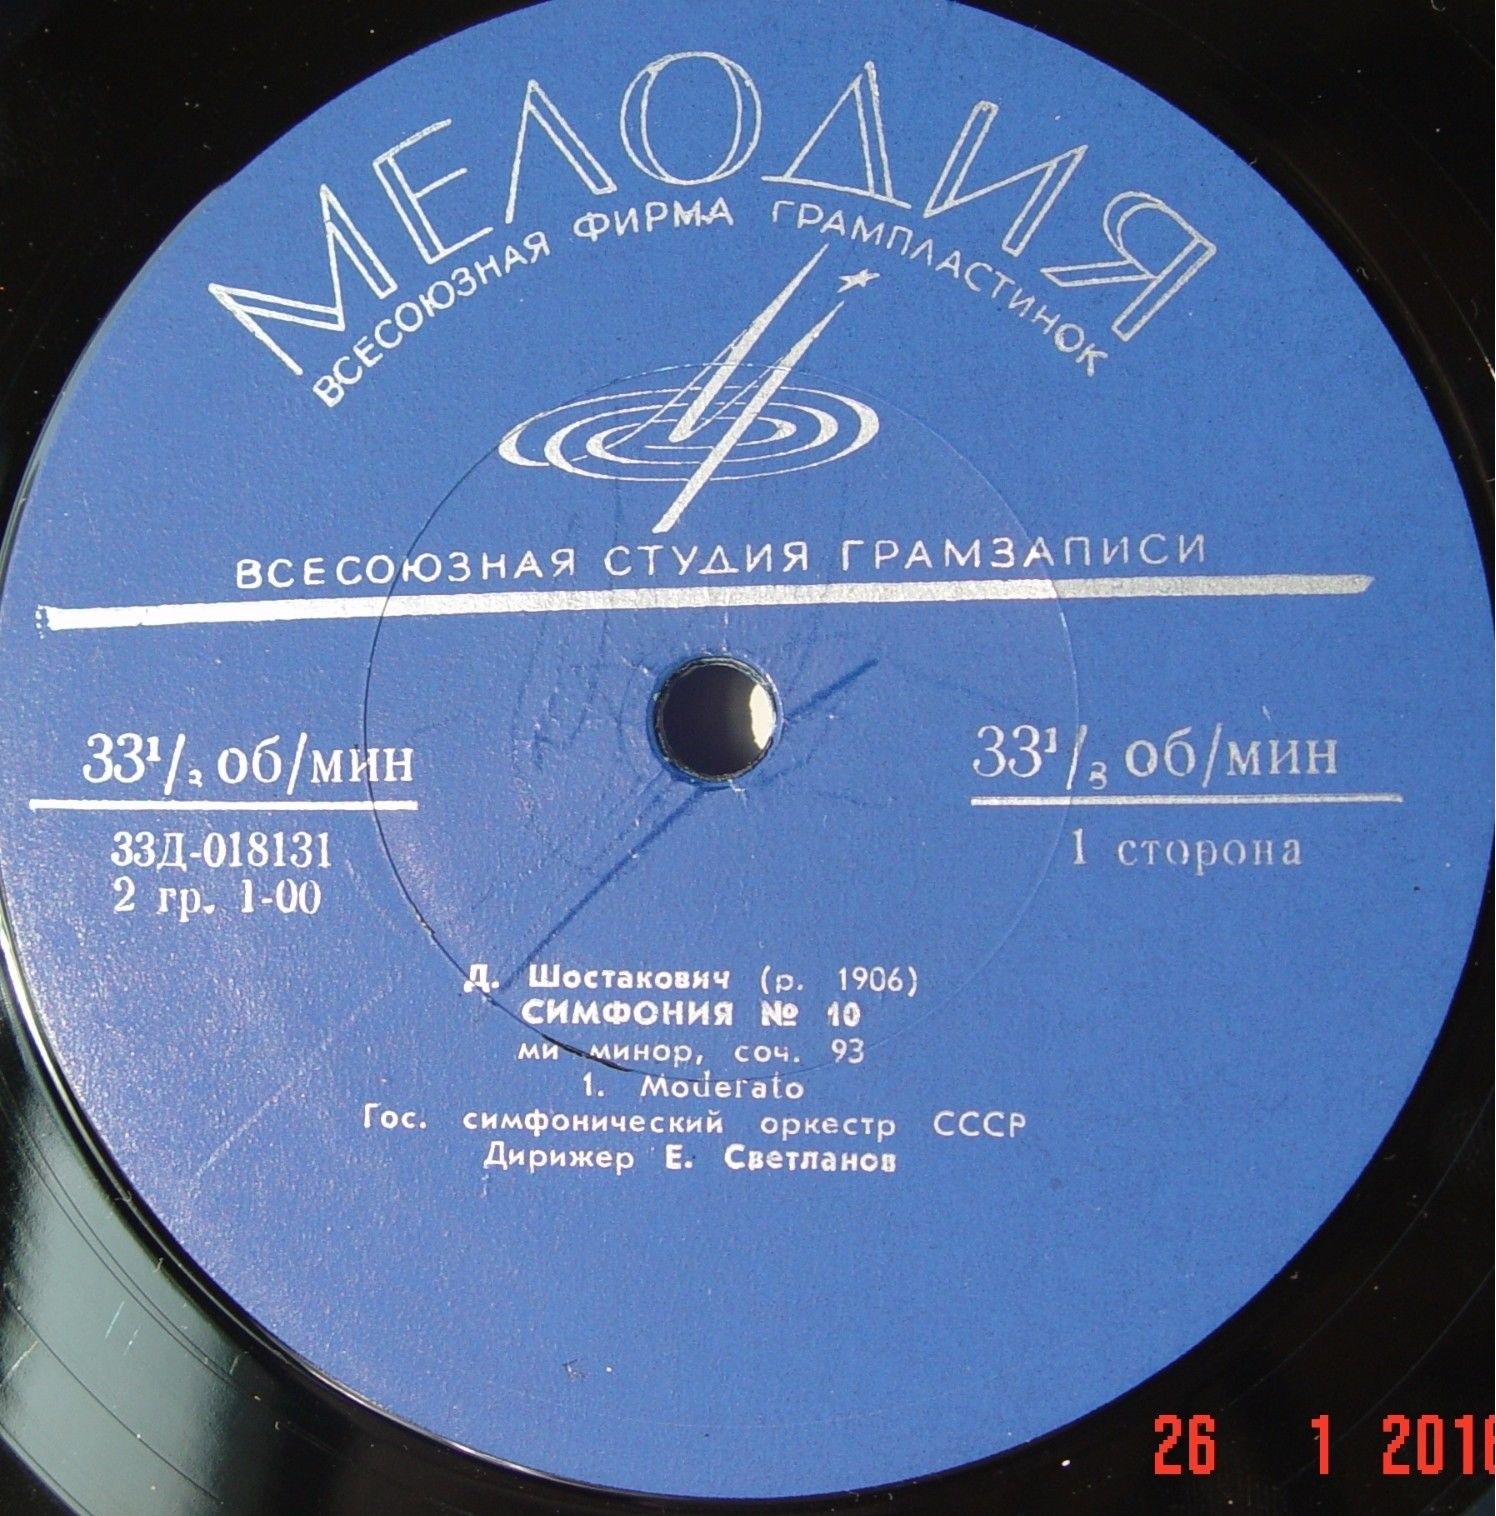 МЕЛОДИЯ
ВСЕСОЮЗНАЯ ФИРМА ГРАМПЛАСТИНОК
ВСЕСОЮЗНАЯ СТУДИЯ ГРАМЗАПИСИ
33¹/₃ об/мин
33Д-018131
2 гр. 1-00
33¹/₃ об/мин
1 сторона
Д. Шостакович (р. 1906)
СИМФОНИЯ № 10
ми минор, соч. 93
1. Moderato
Гос. симфонический оркестр СССР
Дирижер Е. Светланов
26 1 2016